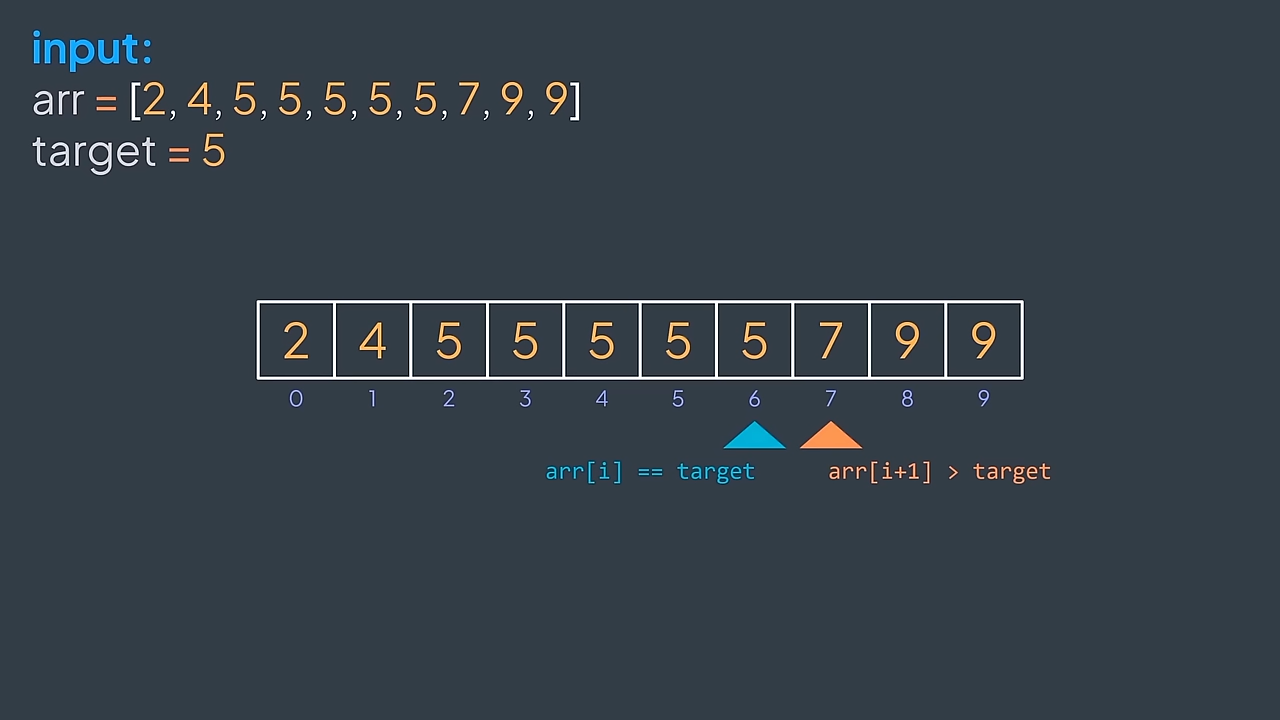 input:
arr = [2, 4, 5, 5, 5, 5, 5, 7, 9, 9]
target = 5
2 4 5 5 5 5 5 7 9 9
0 1 2 3 4 5 6 7 8 9
arr[i] == target arr[i+1] > target